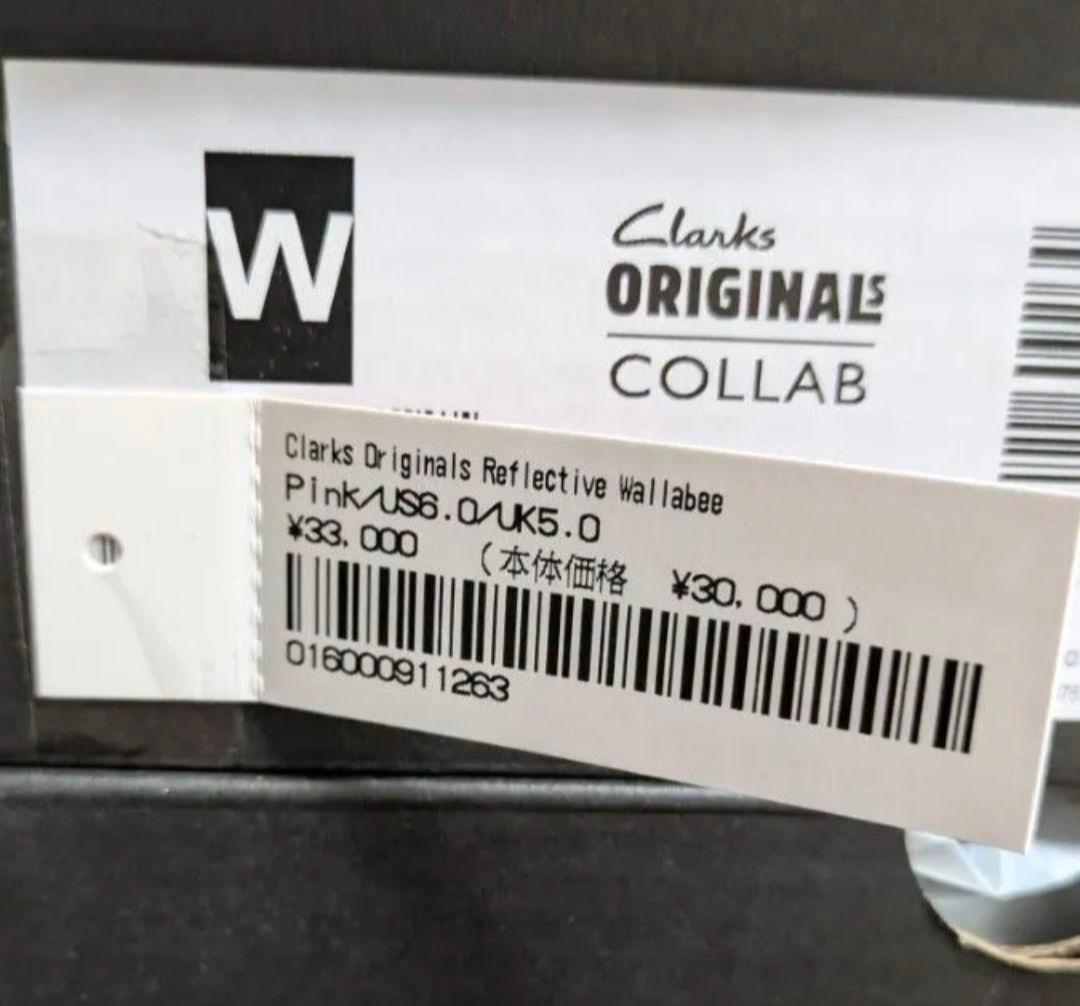 W
Clarks
ORIGINALS
COLLAB
Clarks Originals Reflective Wallabee
Pink/US6.0/UK5.0
¥33,000 (本体価格 ¥30,000 )
016000911263